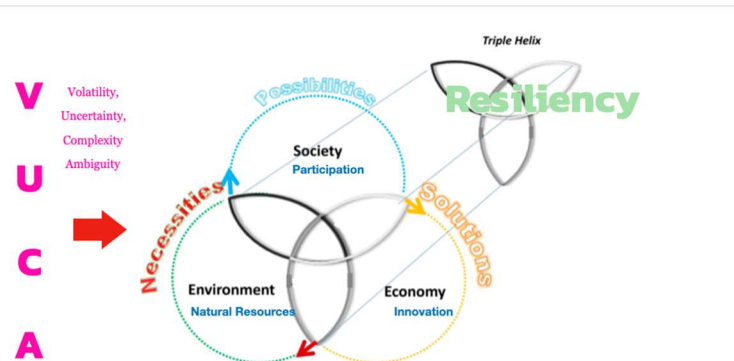 Triple Helix
Resiliency
V
U
C
A
Volatility,
Uncertainty,
Complexity
Ambiguity
Possibilities
Society
Participation
Necessities
Solutions
Environment
Natural Resources
Economy
Innovation